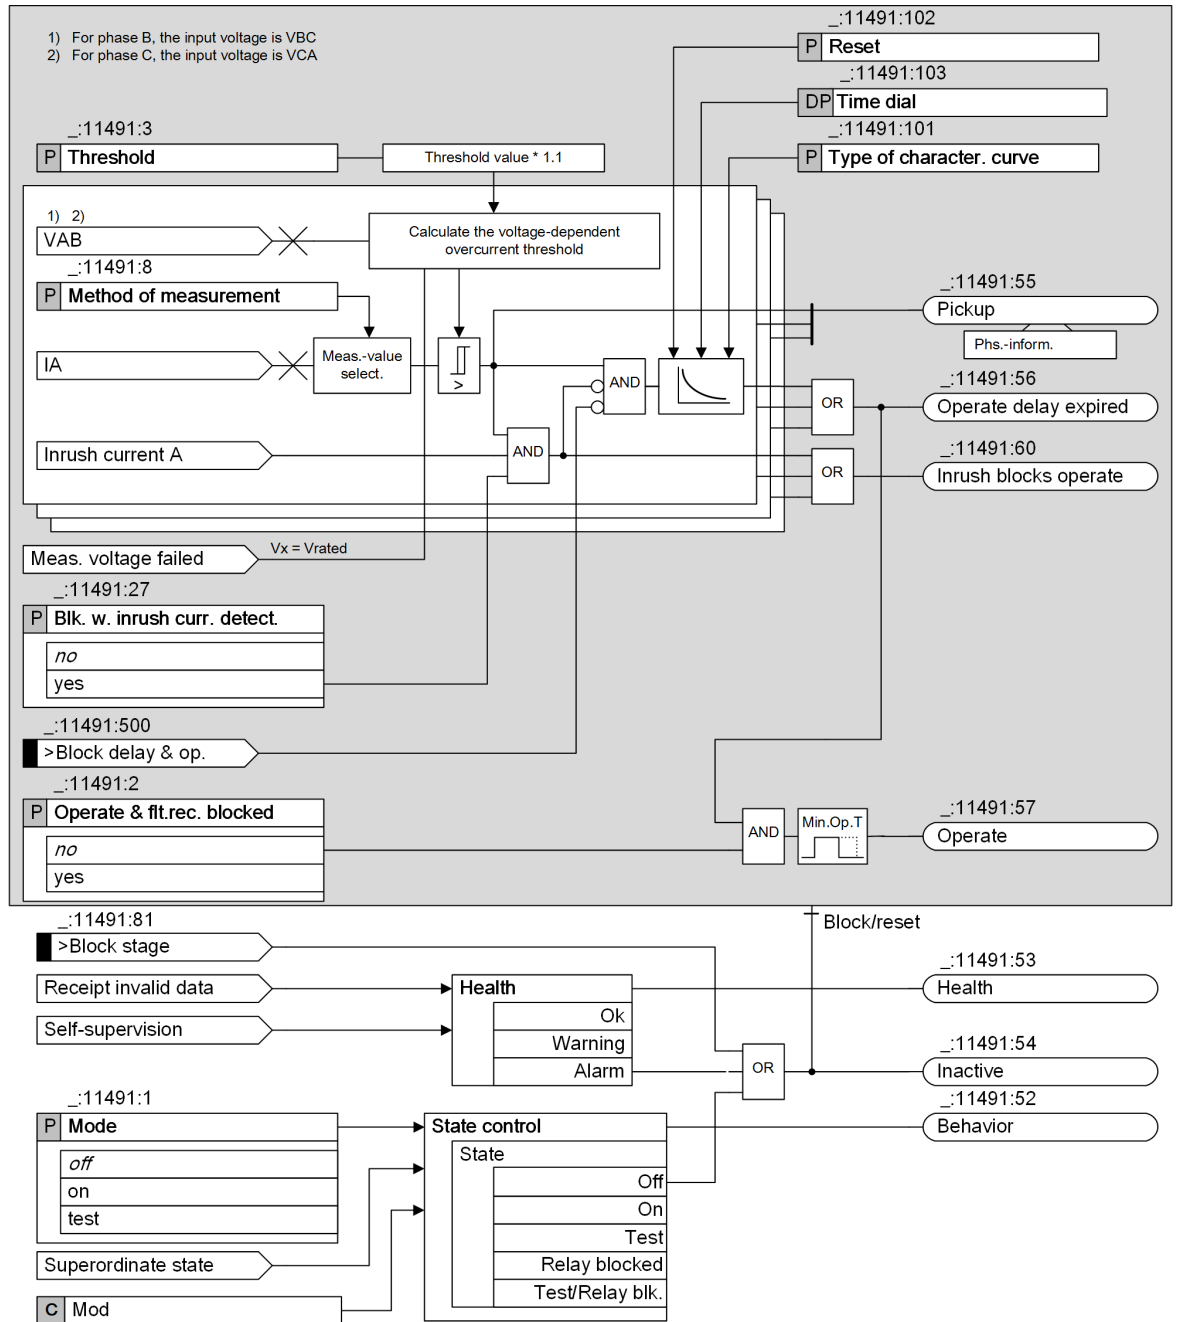 _:11491:102
1) For phase B, the input voltage is VBC
2) For phase C, the input voltage is VCA
P Reset
_:11491:103
DP Time dial
_:11491:3
_:11491:101
P Threshold
Threshold value * 1.1
P Type of character. curve
1) 2)
VAB
Calculate the voltage-dependent
overcurrent threshold
_:11491:8
P Method of measurement
_:11491:55
Pickup
Phs.-inform.
IA
Meas.-value
select.
>
AND
_:11491:56
OR
Operate delay expired
Inrush current A
AND
_:11491:60
OR
Inrush blocks operate
Meas. voltage failed
Vx = Vrated
_:11491:27
P Blk. w. inrush curr. detect.
no
yes
_:11491:500
>Block delay & op.
_:11491:2
P Operate & flt.rec. blocked
no
yes
AND
Min.Op.T
_:11491:57
Operate
_:11491:81
Block/reset
>Block stage
_:11491:53
Receipt invalid data
Health
Health
Self-supervision
Ok
Warning
Alarm
OR
_:11491:54
Inactive
_:11491:1
_:11491:52
P Mode
State control
Behavior
off
on
test
State
Off
On
Test
Relay blocked
Test/Relay blk.
Superordinate state
C Mod